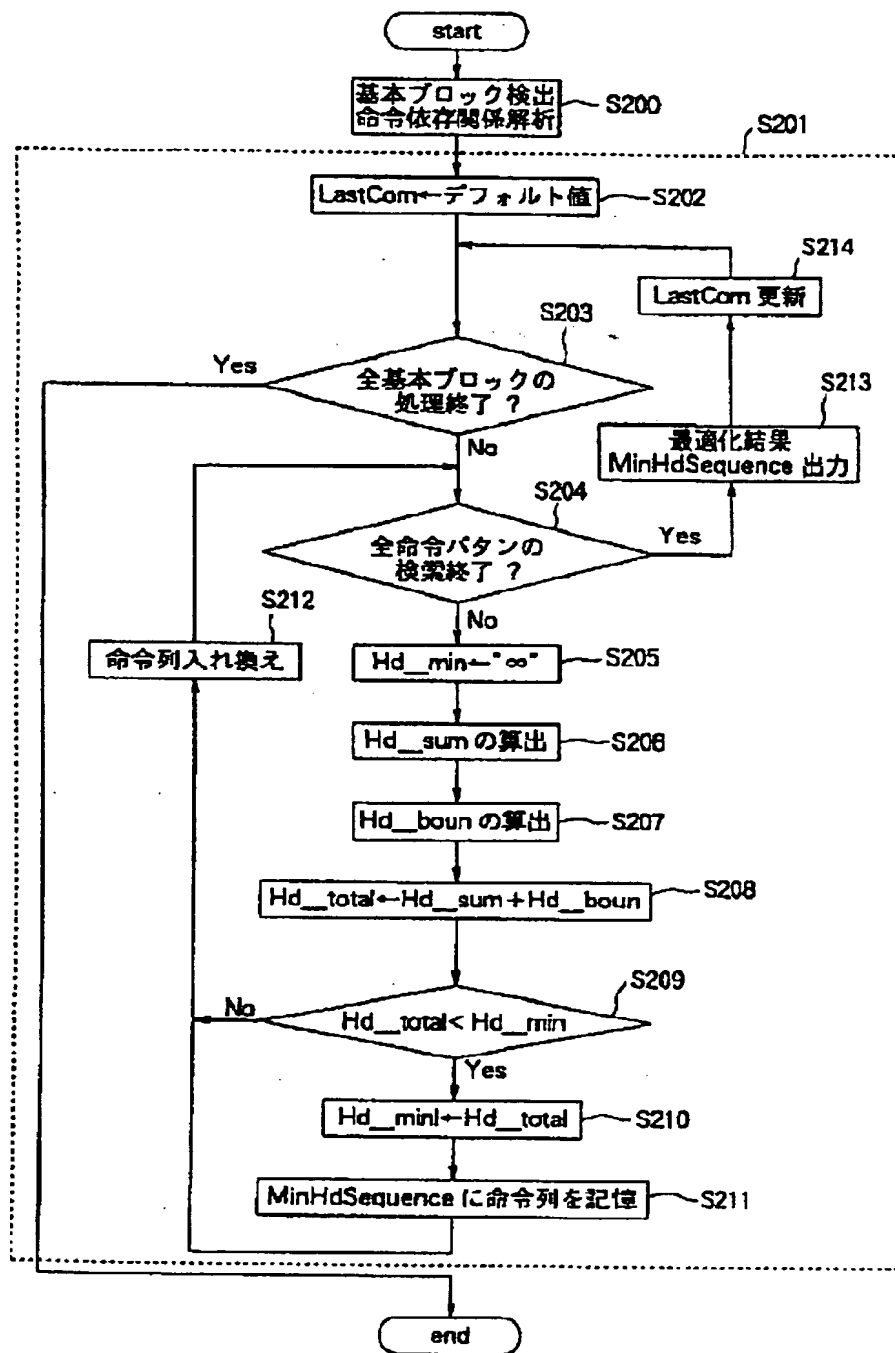 start
基本ブロック検出
命令依存関係解析
S200
S201
LastCom←デフォルト値
S202
S214
LastCom 更新
S203
Yes
全基本ブロックの
処理終了 ?
S213
最適化結果
MinHdSequence 出力
No
S204
Yes
全命令パタンの
検索終了 ?
S212
No
命令列入れ換え
Hd__min←"∞"
S205
Hd__sum の算出
S206
Hd__boun の算出
S207
Hd__total←Hd__sum+Hd__boun
S208
S209
No
Hd__total<Hd__min
Yes
Hd__min←Hd__total
S210
MinHdSequence に命令列を記憶
S211
end